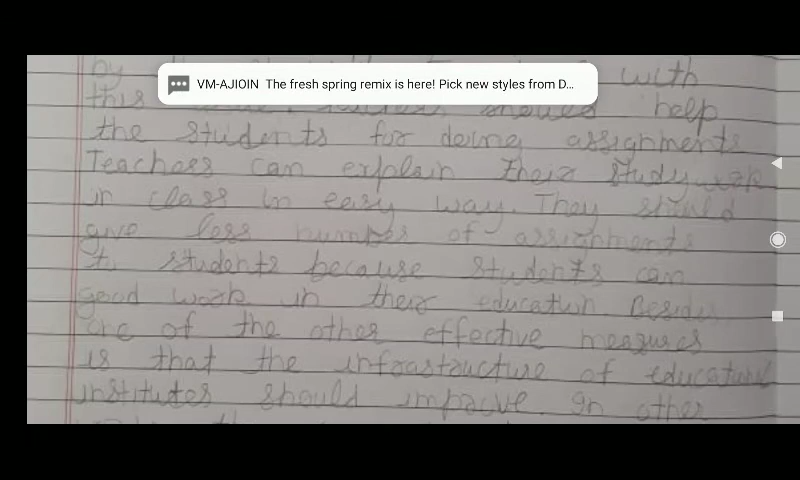 VM-AJIOIN The fresh spring remix is here! Pick new styles from D...
by with
this help
the students for doing assignments
Teachers can explain their study work
in class in easy way. They should
give less number of assignments
to students because students can
good work in their education Besides
one of the other effective measures
is that the infrastructure of educational
institutes should improve. In other